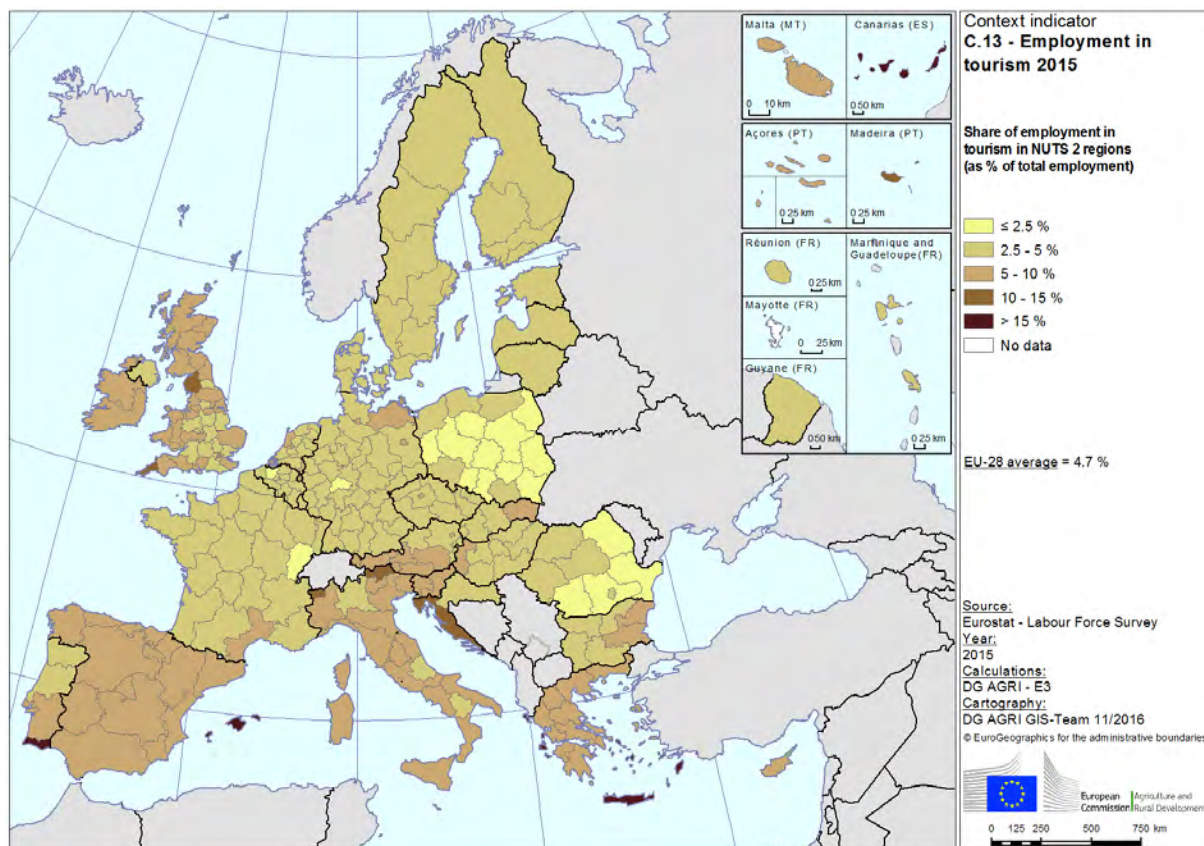 Malta (MT)
0 10 km
Canarias (ES)
0 50 km
Açores (PT)
0 25 km
Madeira (PT)
0 25 km
Réunion (FR)
0 25
Martinique and
Guadeloupe(FR)
0 25
Mayotte (FR)
0 25
km
Guyane (FR)
0 50
Context indicator
C.13 - Employment in
tourism 2015
Share of employment in
tourism in NUTS 2 regions
(as % of total employment)
≤ 2.5 %
2.5 - 5 %
5 - 10 %
10 - 15 %
> 15 %
No data
EU-28 average = 4.7 %
Source:
Eurostat - Labour Force Survey
Year:
2015
Calculations:
DG AGRI - E3
Cartography:
DG AGRI GIS-Team 11/2016
© EuroGeographics for the administrative boundaries
European
Commission
Agriculture and
Rural Development
0 125 250 500 750 km